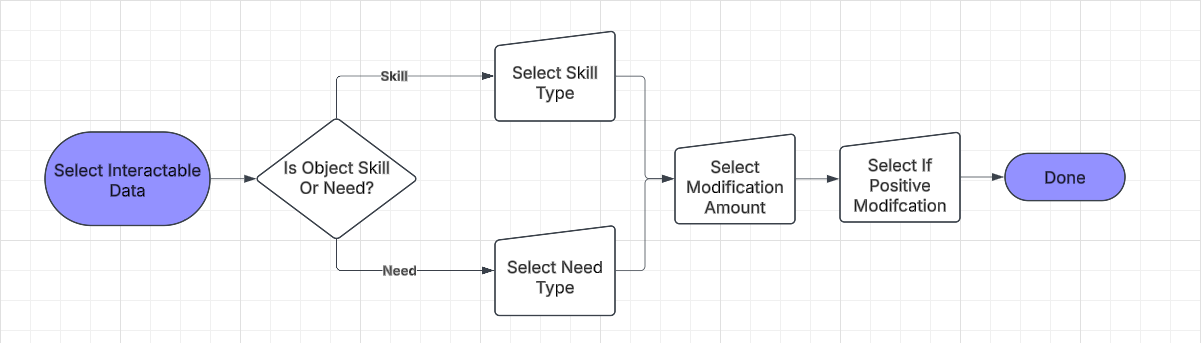 Select Interactable
Data
Is Object Skill
Or Need?
Skill
Select Skill
Type
Need
Select Need
Type
Select
Modification
Amount
Select If
Positive
Modifcation
Done